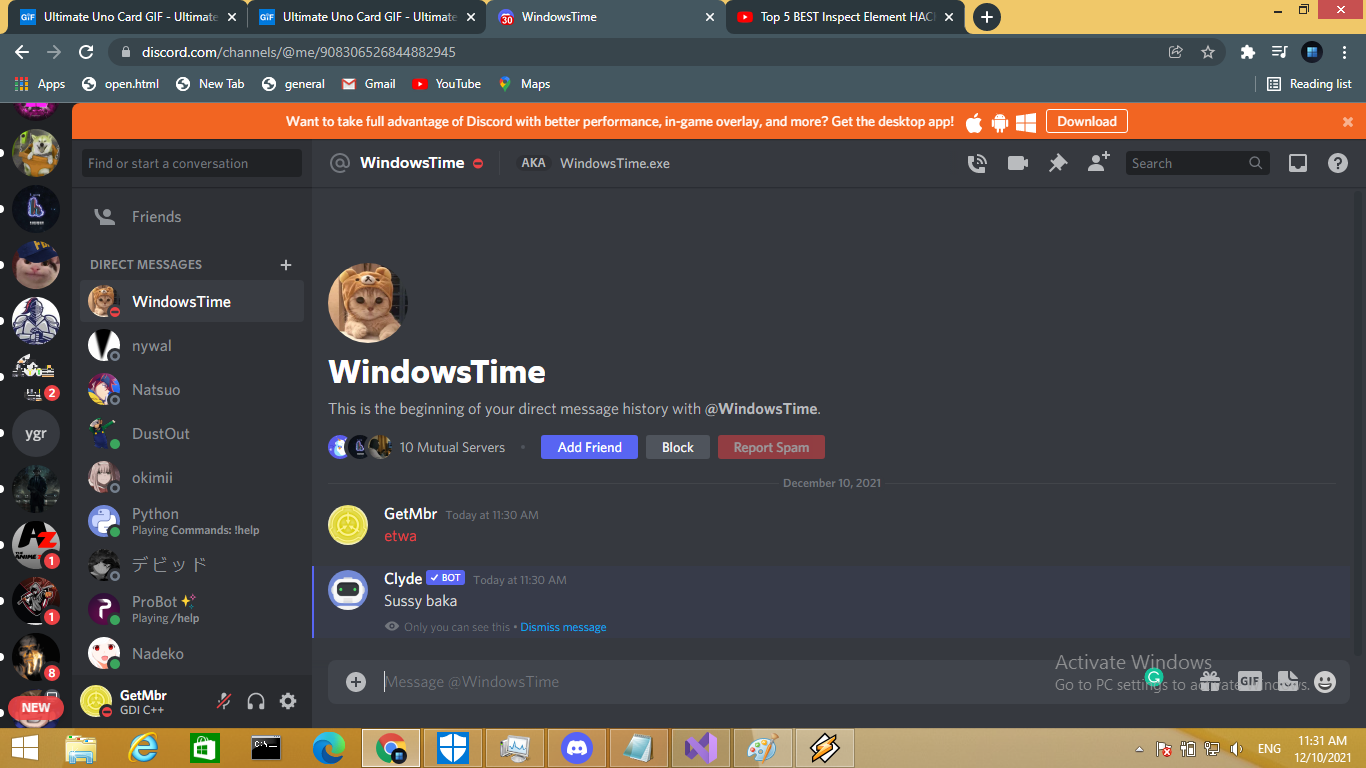 Ultimate Uno Card GIF - Ultimate
Ultimate Uno Card GIF - Ultimate
30
WindowsTime
Top 5 BEST Inspect Element HAC
discord.com/channels/@me/908306526844882945
Apps
open.html
New Tab
general
Gmail
YouTube
Maps
Reading list
Want to take full advantage of Discord with better performance, in-game overlay, and more? Get the desktop app!
Download
Find or start a conversation
WindowsTime
AKA
WindowsTime.exe
Search
Friends
DIRECT MESSAGES
WindowsTime
nywal
Natsuo
DustOut
okimii
Python
Playing Commands: !help
デビッド
ProBot
Playing /help
Nadeko
2
ygr
AZ
1
1
8
NEW
GetMbr
GDI C++
WindowsTime
This is the beginning of your direct message history with @WindowsTime.
10 Mutual Servers
Add Friend
Block
Report Spam
December 10, 2021
GetMbr Today at 11:30 AM
etwa
Clyde BOT Today at 11:30 AM
Sussy baka
Only you can see this • Dismiss message
Message @WindowsTime
GIF
Activate Windows
Go to PC settings to activate Windows.
ENG
11:31 AM
12/10/2021